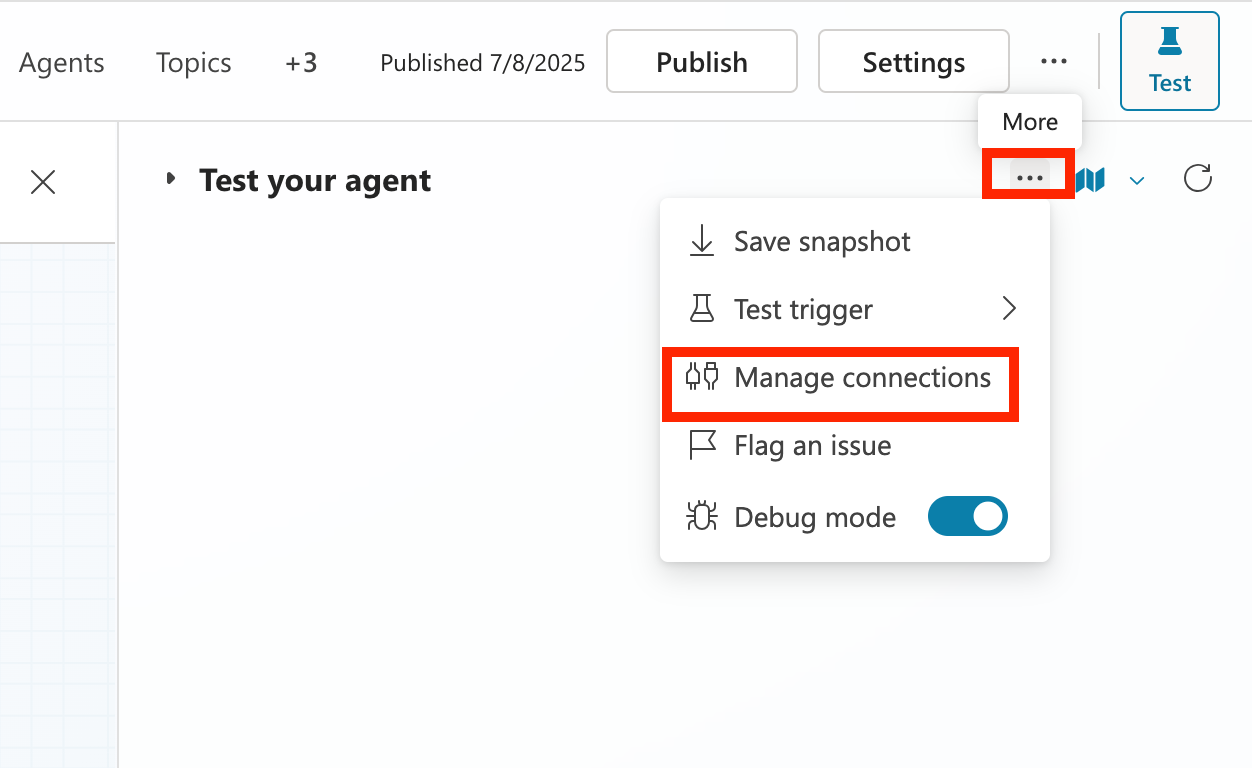 Agents Topics +3 Published 7/8/2025 Publish Settings ... Test
More
Test your agent ...
Save snapshot
Test trigger
Manage connections
Flag an issue
Debug mode